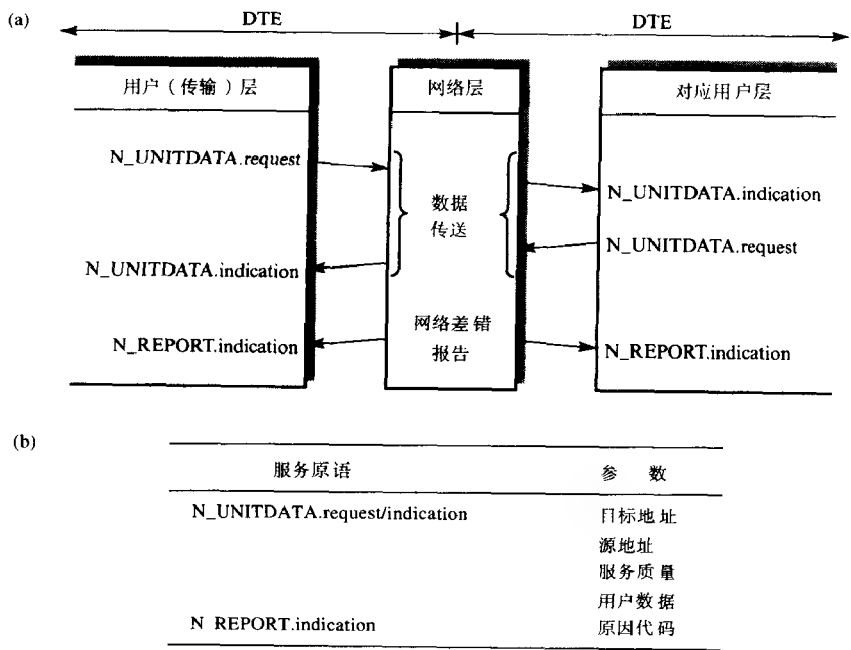 (a)
DTE
DTE
用户（传输）层
网络层
对应用户层
N_UNITDATA.request
N_UNITDATA.indication
数据
传送
N_UNITDATA.request
N_UNITDATA.indication
网络差错
报告
N_REPORT.indication
N_REPORT.indication
(b)
服务原语 参 数
N_UNITDATA.request/indication 目标地址
源地址
服务质量
用户数据
N REPORT.indication 原因代码